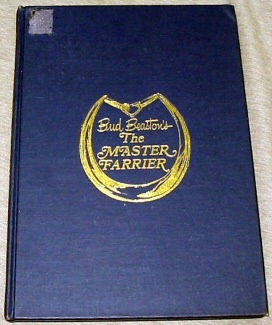 Bud Beaston's
The
MASTER
FARRIER